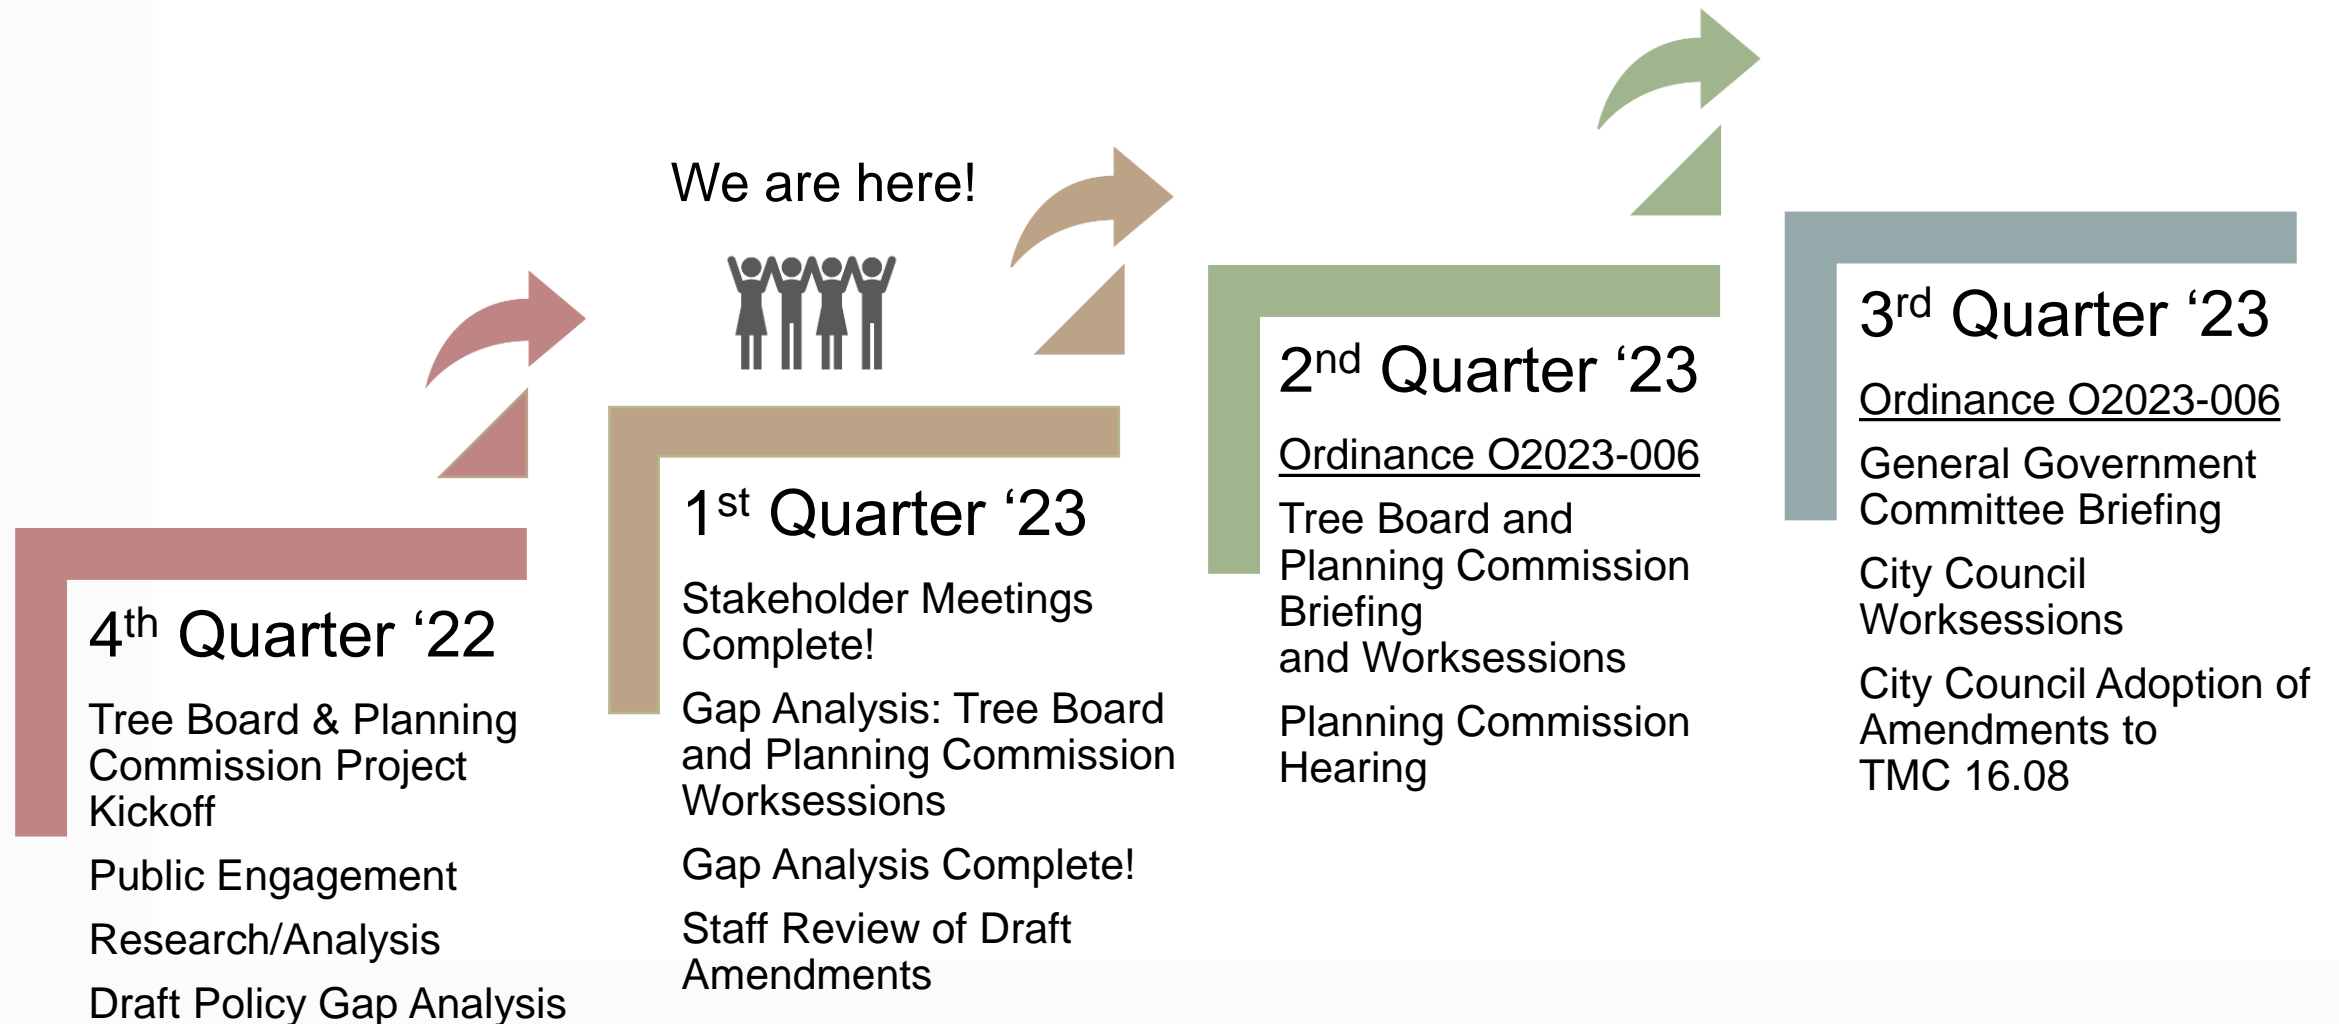 We are here!
4th Quarter ‘22
Tree Board & Planning
Commission Project
Kickoff
Public Engagement
Research/Analysis
Draft Policy Gap Analysis
1st Quarter ‘23
Stakeholder Meetings
Complete!
Gap Analysis: Tree Board
and Planning Commission
Worksessions
Gap Analysis Complete!
Staff Review of Draft
Amendments
2nd Quarter ‘23
Ordinance O2023-006
Tree Board and
Planning Commission
Briefing
and Worksessions
Planning Commission
Hearing
3rd Quarter ‘23
Ordinance O2023-006
General Government
Committee Briefing
City Council
Worksessions
City Council Adoption of
Amendments to
TMC 16.08